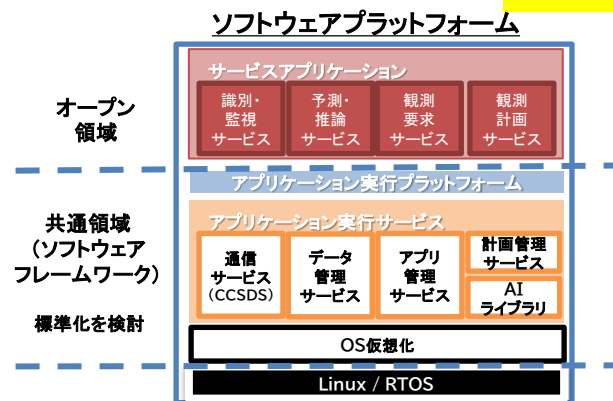 ソフトウェアプラットフォーム
サービスアプリケーション
識別・
監視
サービス
予測・
推論
サービス
観測
要求
サービス
観測
計画
サービス
オープン
領域
アプリケーション実行プラットフォーム
共通領域
(ソフトウェア
フレームワーク)
標準化を検討
アプリケーション実行サービス
通信
サービス
(CCSDS)
データ
管理
サービス
アプリ
管理
サービス
計画管理
サービス
AI
ライブラリ
OS仮想化
Linux / RTOS